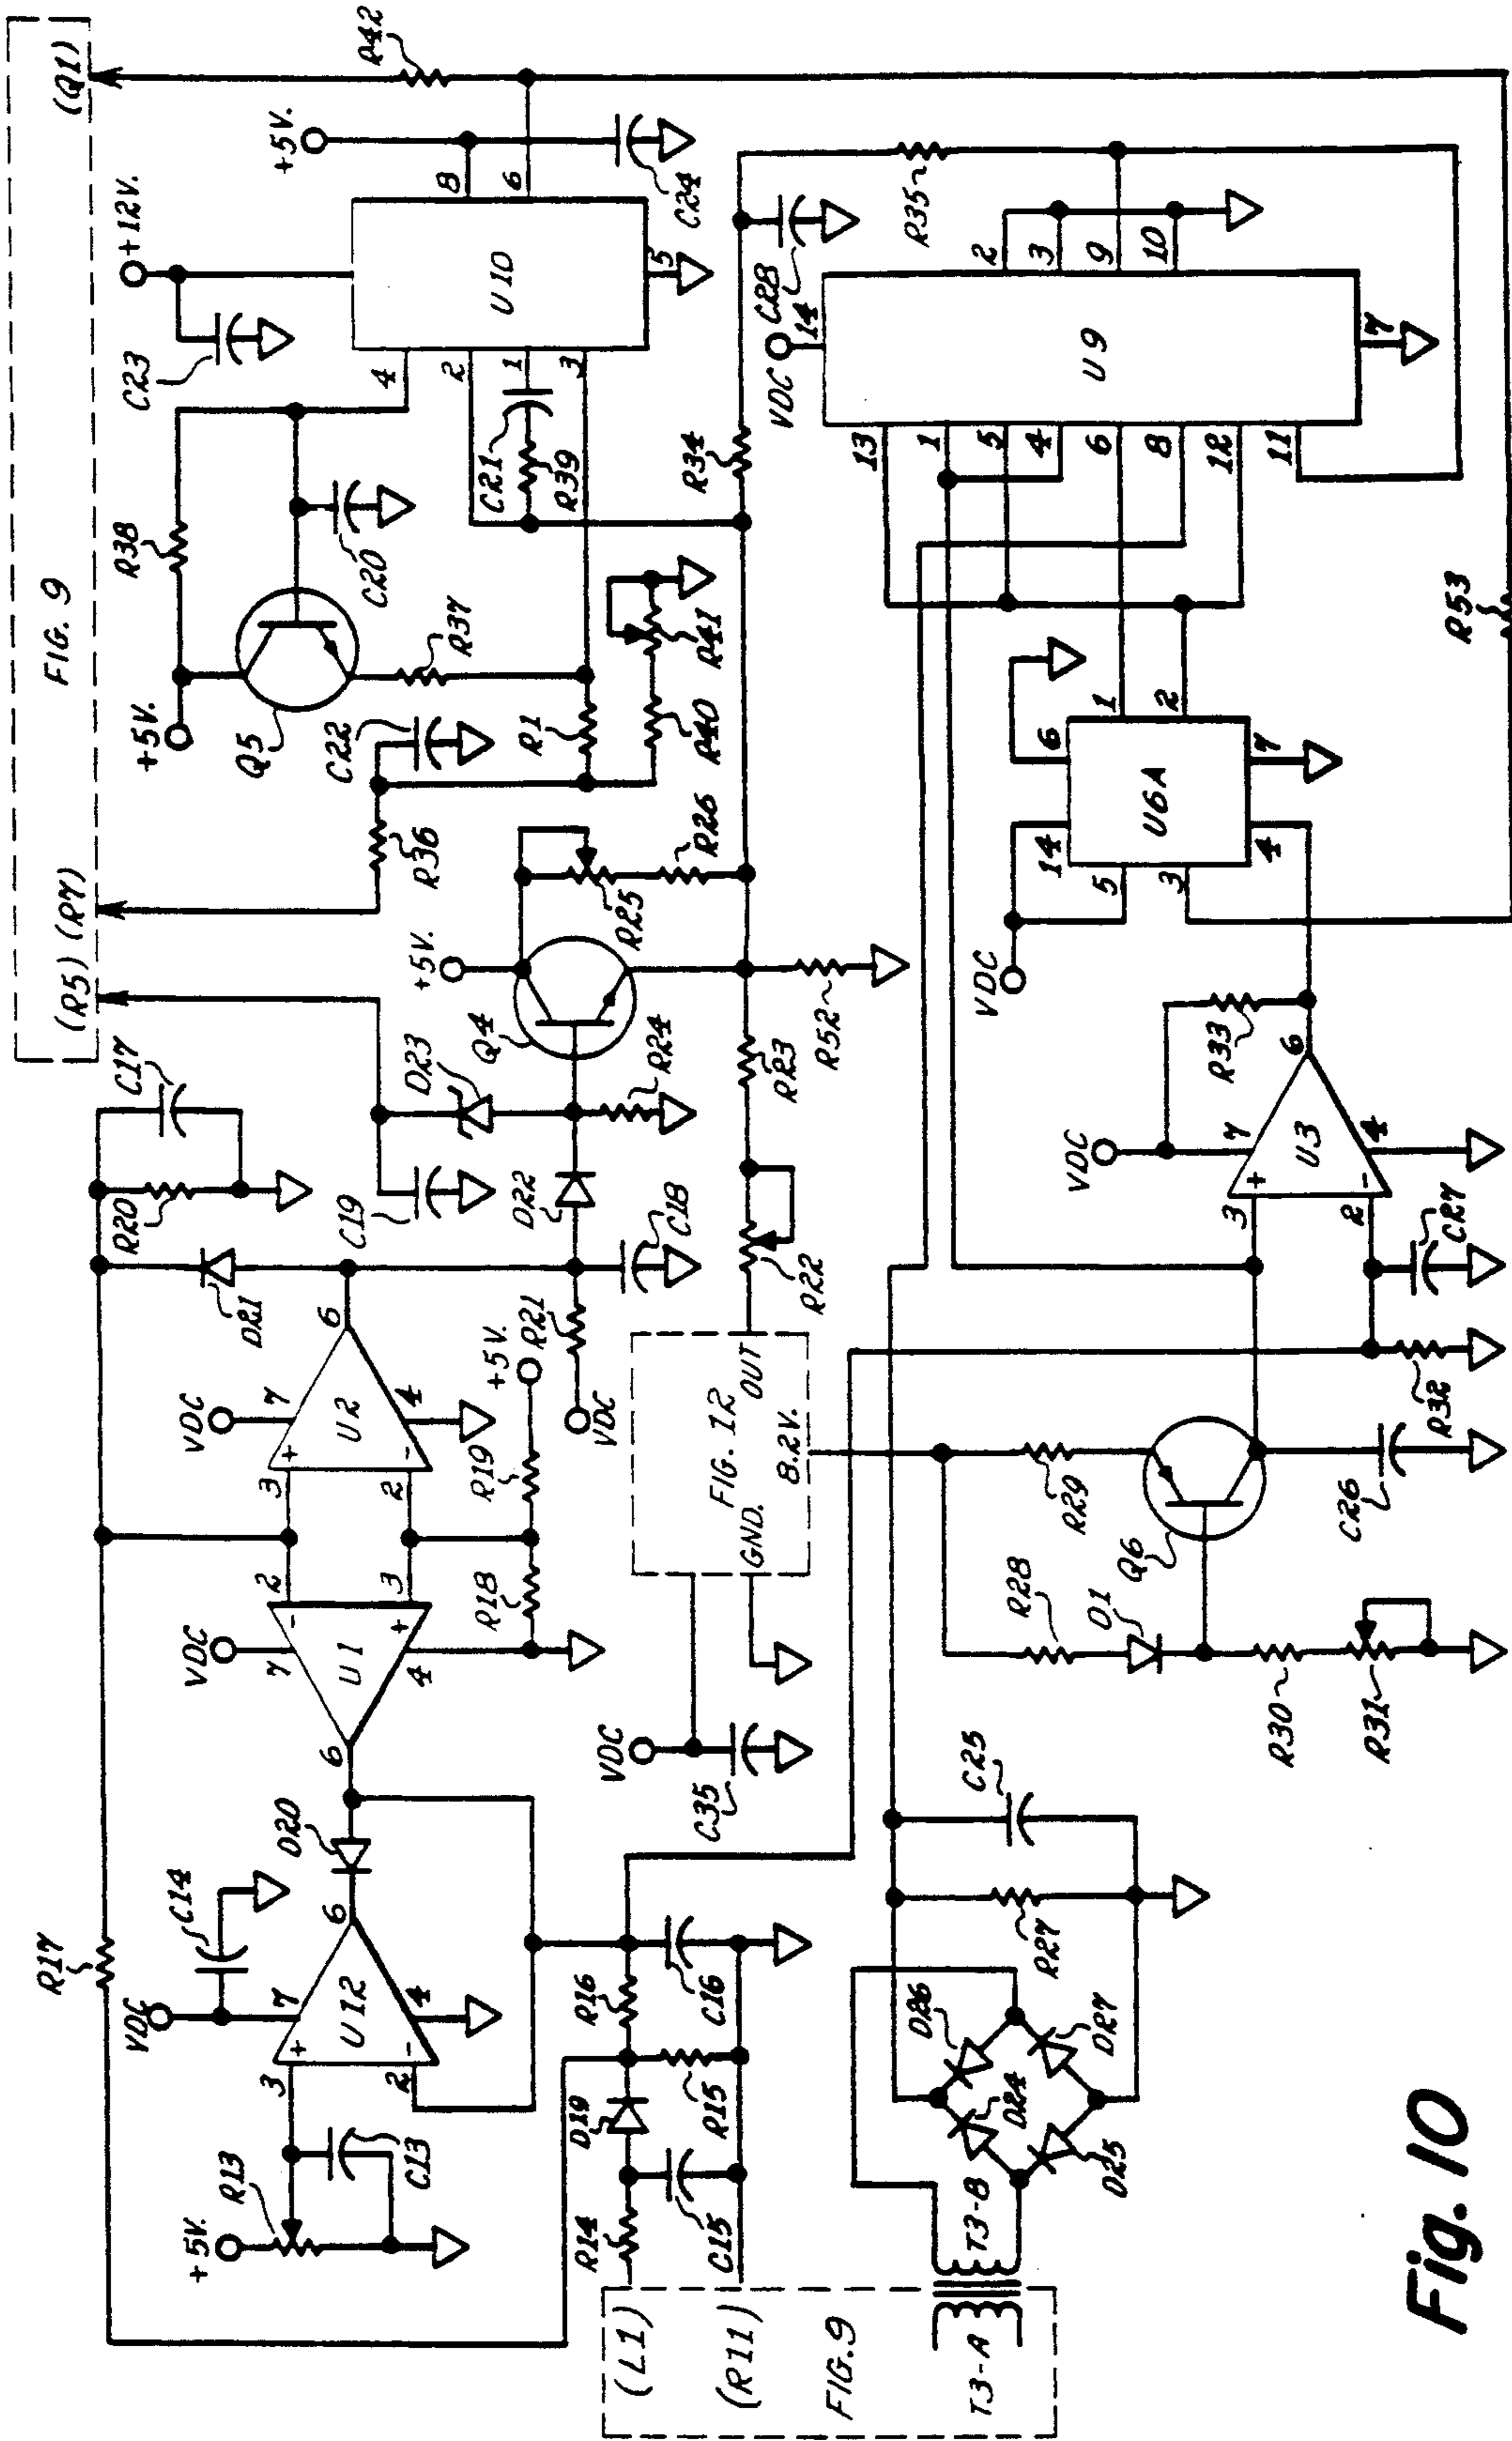 FIG. 9
(R5) (R7)
(Q1)
R17
R20
C17
+5V.
R38
C23
+12V.
+5V.
R42
VDC
C14
D20
VDC
VDC
D21
C19
D23
Q4
+5V.
Q5
C22
R36
C20
R37
U10
4
2
1
3
8
6
5
C24
+5V.
R13
C13
3
2
7
4
6
U12
+
-
6
U1
7
4
2
3
-
+
3
2
7
4
6
U2
+
-
R18
R19
+5V.
R21
VDC
D22
C18
R24
R25
R26
R1
R40
R41
C21
R39
R34
(L1)
(R11)
FIG. 9
T3-A
T3-B
R14
C15
D19
R15
R16
C16
VDC
C35
GND.
FIG. 12
OUT
8.2V.
R22
R23
R52
C28
R35
VDC
14
U9
13
1
5
4
6
8
12
11
2
3
9
10
7
D24
D26
D25
D27
R27
C25
R28
D1
R30
R31
Q6
R29
C26
R32
C27
3
2
7
4
6
U3
+
-
VDC
R33
VDC
14
5
3
4
6
1
2
7
U6A
R53
Fig. 10